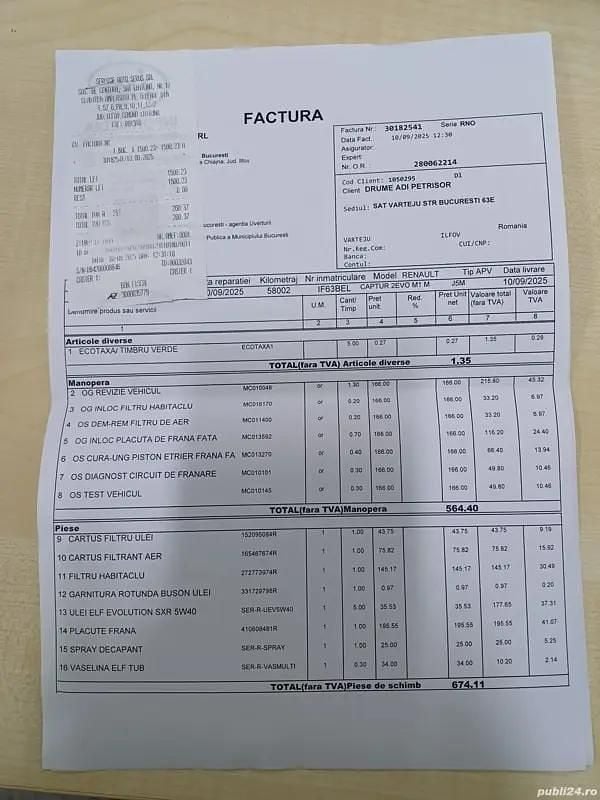 SERVICE AUTO SERUS SRL
1500.23
TOTAL LEI 1500.23
NUMERAR LEI 1500.23
REST 0.00
260.37
260.37
FACTURA
RL
Bucuresti
a Chiajna, Jud. Ilfov
ucuresti - agentia Uverturii
Publica a Municipiului Bucuresti
Factura Nr: 30182541 Serie RNO
Data Fact.: 10/09/2025 12:30
Asigurator:
Expert:
Nr. O.R.: 280062214
Cod Client: 1050295 D1
Client DRUME ADI PETRISOR
Sediul: SAT VARTEJU STR BUCURESTI 63E
Romania
VARTEJU ILFOV
Nr.Reg.Com: CUI/CNP:
Banca:
Contul:
ta reparatiei Kilometraj Nr.inmatriculare Model RENAULT Tip APV Data livrare
0/09/2025 58002 IF63BEL CAPTUR 2EVO M1 M J5M 10/09/2025
Denumire produs sau servicii U.M. Cant/ Timp Pret unit. Red. % Pret Unit net Valoare total (fara TVA) Valoare TVA
1 2 3 4 5 6 7 8
Articole diverse
1 ECOTAXA/ TIMBRU VERDE ECOTAXA1 5.00 0.27 0.27 1.35 0.28
TOTAL(fara TVA) Articole diverse 1.35
Manopera
2 OG REVIZIE VEHICUL MC010048 or 1.30 166.00 166.00 215.80 45.32
3 OG INLOC FILTRU HABITACLU MC016170 or 0.20 166.00 166.00 33.20 6.97
4 OS DEM-REM FILTRU DE AER MC011400 or 0.20 166.00 166.00 33.20 6.97
5 OG INLOC PLACUTA DE FRANA FATA MC013592 or 0.70 166.00 166.00 116.20 24.40
6 OS CURA-UNG PISTON ETRIER FRANA FA MC013270 or 0.40 166.00 166.00 66.40 13.94
7 OS DIAGNOST CIRCUIT DE FRANARE MC010101 or 0.30 166.00 166.00 49.80 10.46
8 OS TEST VEHICUL MC010145 or 0.30 166.00 166.00 49.80 10.46
TOTAL(fara TVA)Manopera 564.40
Piese
9 CARTUS FILTRU ULEI 152095084R 1 1.00 43.75 43.75 43.75 9.19
10 CARTUS FILTRANT AER 165467674R 1 1.00 75.82 75.82 75.82 15.92
11 FILTRU HABITACLU 272773974R 1 1.00 145.17 145.17 145.17 30.49
12 GARNITURA ROTUNDA BUSON ULEI 331729798R 1 1.00 0.97 0.97 0.97 0.20
13 ULEI ELF EVOLUTION SXR 5W40 SER-R-UEV5W40 1 5.00 35.53 35.53 177.65 37.31
14 PLACUTE FRANA 410608481R 1 1.00 195.55 195.55 195.55 41.07
15 SPRAY DECAPANT SER-R-SPRAY 1 1.00 25.00 25.00 25.00 5.25
16 VASELINA ELF TUB SER-R-VASMULTI 1 0.30 34.00 34.00 10.20 2.14
TOTAL(fara TVA)Piese de schimb 674.11
publi24.ro